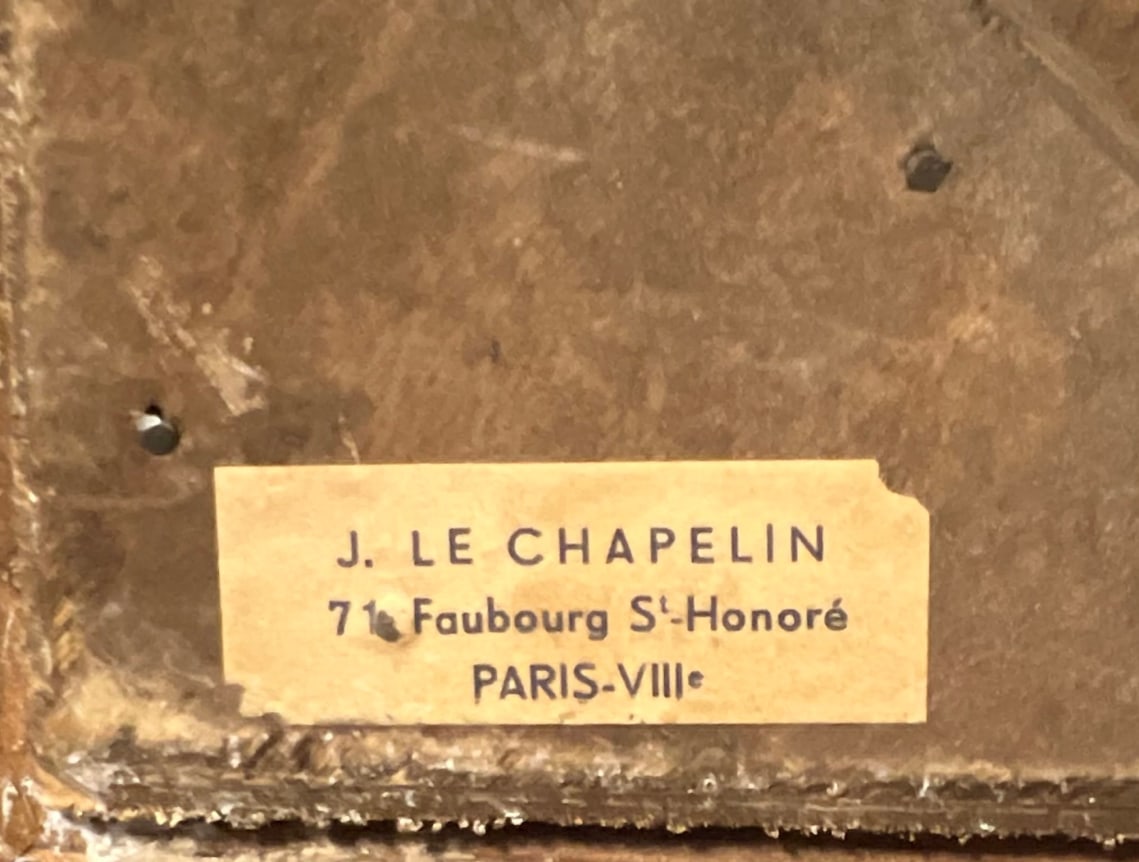 J. LE CHAPELIN
71, Faubourg St-Honoré
PARIS-VIIIe